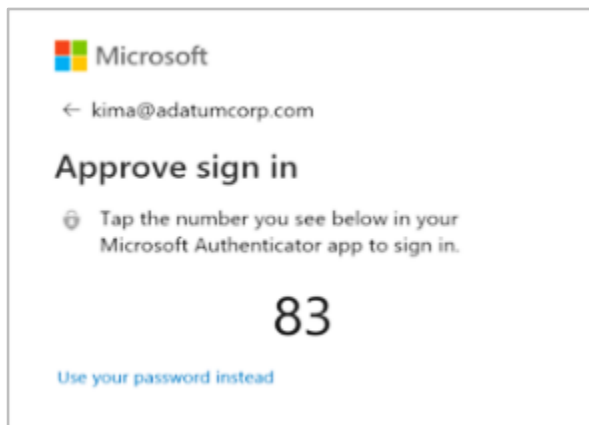 Microsoft
← kima@adatumcorp.com
Approve sign in
Tap the number you see below in your
Microsoft Authenticator app to sign in.
83
Use your password instead